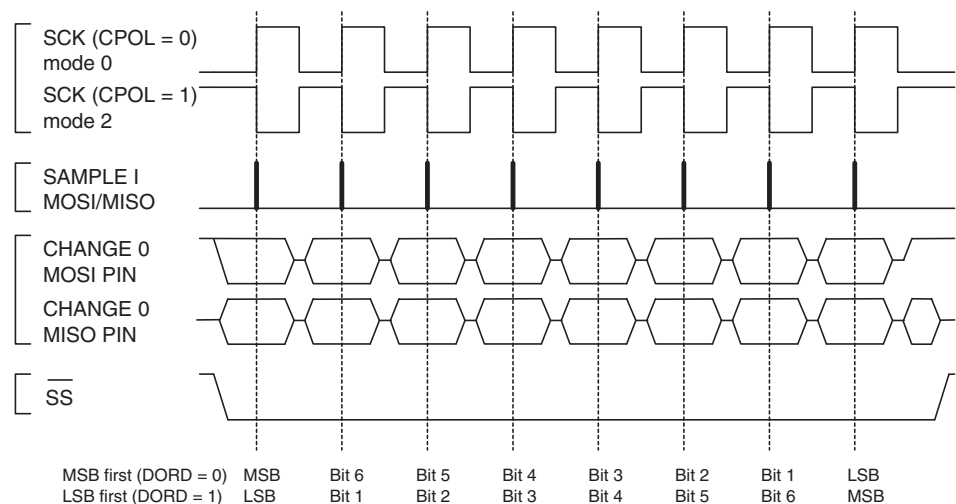 SCK (CPOL = 0)
mode 0
SCK (CPOL = 1)
mode 2
SAMPLE I
MOSI/MISO
CHANGE 0
MOSI PIN
CHANGE 0
MISO PIN
SS
MSB first (DORD = 0) MSB Bit 6 Bit 5 Bit 4 Bit 3 Bit 2 Bit 1 LSB
LSB first (DORD = 1) LSB Bit 1 Bit 2 Bit 3 Bit 4 Bit 5 Bit 6 MSB